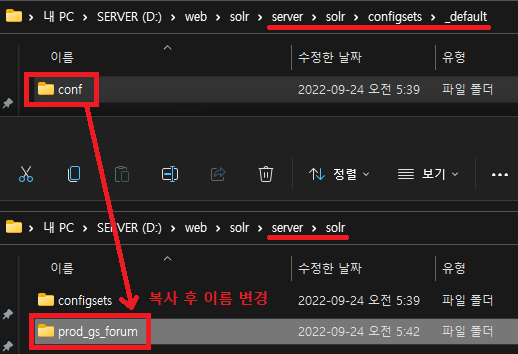 내 PC > SERVER (D:) > web > solr > server > solr > configsets > _default
이름 수정한 날짜 유형
conf 2022-09-24 오전 5:39 파일 폴더
정렬 보기
내 PC > SERVER (D:) > web > solr > server > solr
이름 수정한 날짜 유형
configsets 2022-09-24 오전 5:39 파일 폴더
복사 후 이름 변경
prod_gs_forum 2022-09-24 오전 5:42 파일 폴더